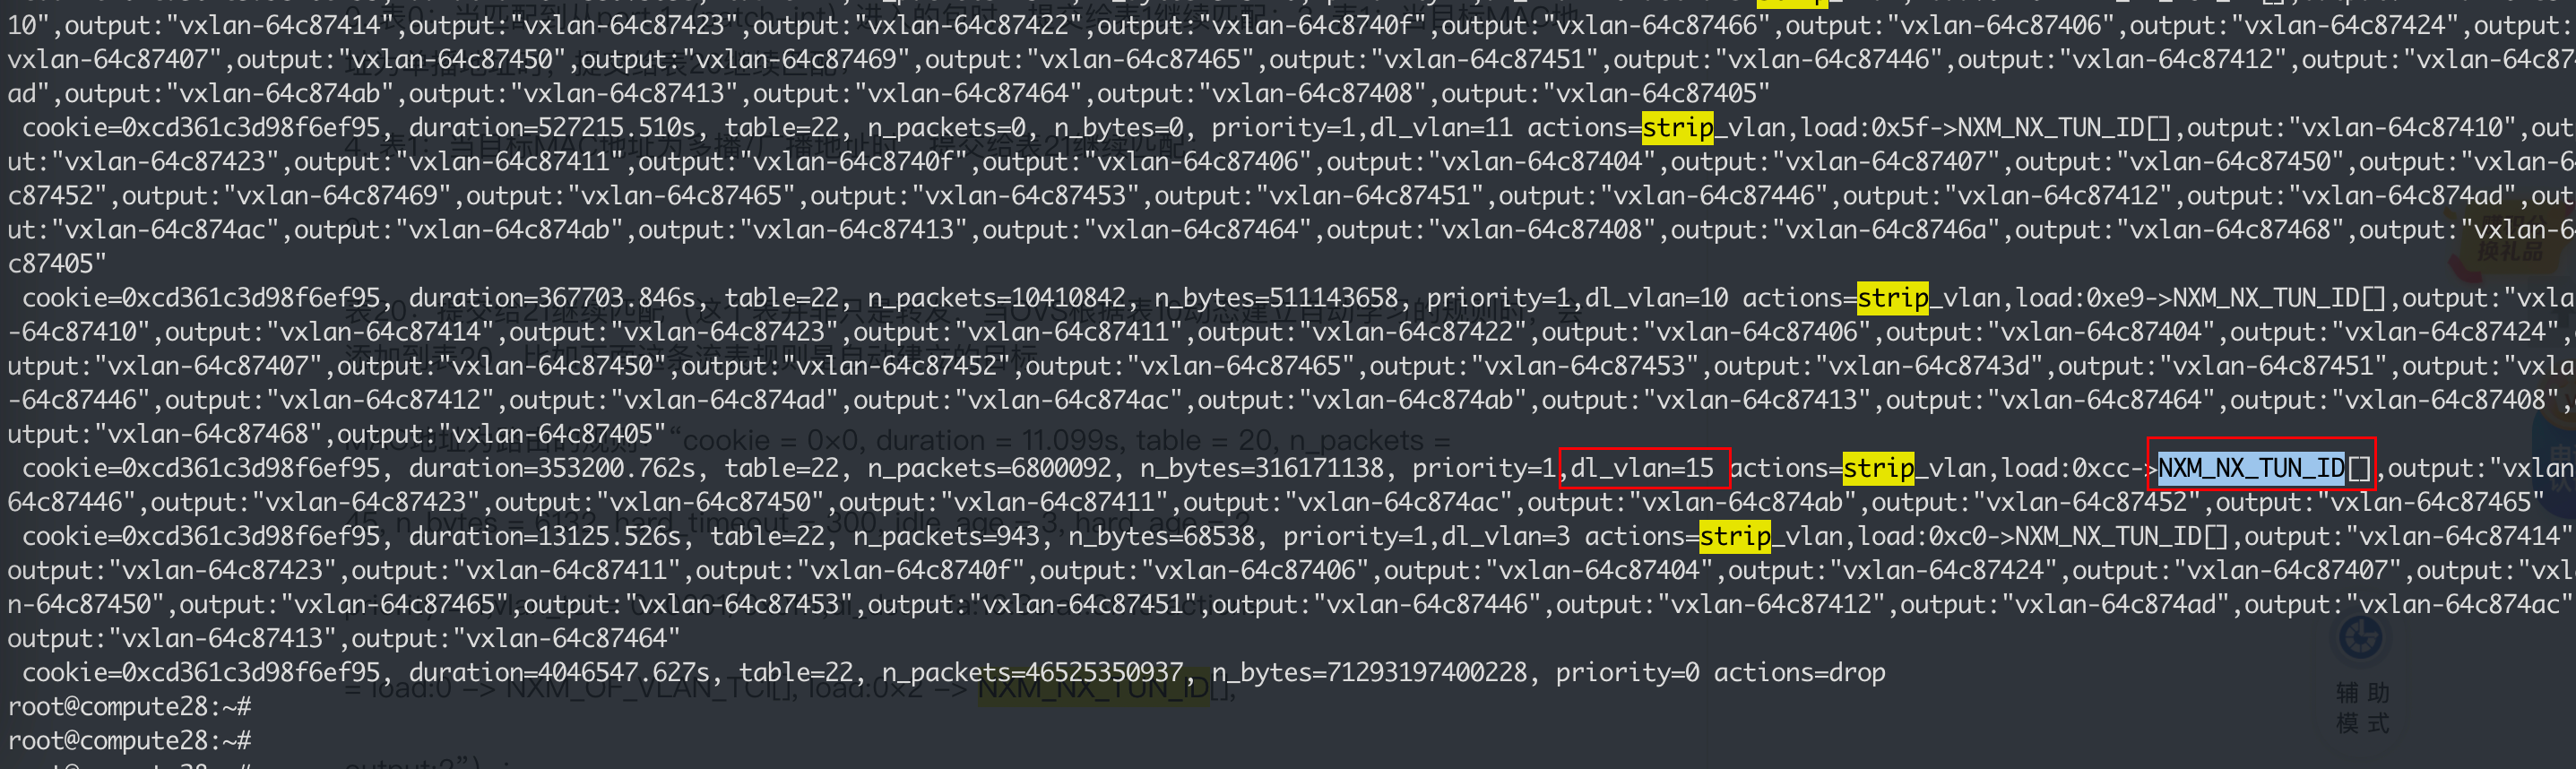 10",output:"vxlan-64c87414",output:"vxlan-64c87423",output:"vxlan-64c87422",output:"vxlan-64c8740f",output:"vxlan-64c87466",output:"vxlan-64c87406",output:"vxlan-64c87424",output:"
vxlan-64c87407",output:"vxlan-64c87450",output:"vxlan-64c87469",output:"vxlan-64c87465",output:"vxlan-64c87451",output:"vxlan-64c87446",output:"vxlan-64c87412",output:"vxlan-64c874
ad",output:"vxlan-64c874ab",output:"vxlan-64c87413",output:"vxlan-64c87464",output:"vxlan-64c87408",output:"vxlan-64c87405"
cookie=0xcd361c3d98f6ef95, duration=527215.510s, table=22, n_packets=0, n_bytes=0, priority=1,dl_vlan=11 actions=strip_vlan,load:0x5f->NXM_NX_TUN_ID[],output:"vxlan-64c87410",out
ut:"vxlan-64c87423",output:"vxlan-64c87411",output:"vxlan-64c8740f",output:"vxlan-64c87406",output:"vxlan-64c87404",output:"vxlan-64c87407",output:"vxlan-64c87450",output:"vxlan-6
c87452",output:"vxlan-64c87469",output:"vxlan-64c87465",output:"vxlan-64c87453",output:"vxlan-64c87451",output:"vxlan-64c87446",output:"vxlan-64c87412",output:"vxlan-64c874ad",out
ut:"vxlan-64c874ac",output:"vxlan-64c874ab",output:"vxlan-64c87413",output:"vxlan-64c87464",output:"vxlan-64c87408",output:"vxlan-64c8746a",output:"vxlan-64c87468",output:"vxlan-6
c87405"
cookie=0xcd361c3d98f6ef95, duration=367703.846s, table=22, n_packets=10410842, n_bytes=511143658, priority=1,dl_vlan=10 actions=strip_vlan,load:0xe9->NXM_NX_TUN_ID[],output:"vxla
-64c87410",output:"vxlan-64c87414",output:"vxlan-64c87423",output:"vxlan-64c87411",output:"vxlan-64c87422",output:"vxlan-64c87406",output:"vxlan-64c87404",output:"vxlan-64c87424",
utput:"vxlan-64c87407",output:"vxlan-64c87450",output:"vxlan-64c87452",output:"vxlan-64c87465",output:"vxlan-64c87453",output:"vxlan-64c8743d",output:"vxlan-64c87451",output:"vxla
-64c87446",output:"vxlan-64c87412",output:"vxlan-64c874ad",output:"vxlan-64c874ac",output:"vxlan-64c874ab",output:"vxlan-64c87413",output:"vxlan-64c87464",output:"vxlan-64c87408",
utput:"vxlan-64c87468",output:"vxlan-64c87405"
cookie=0xcd361c3d98f6ef95, duration=353200.762s, table=22, n_packets=6800092, n_bytes=316171138, priority=1,dl_vlan=15 actions=strip_vlan,load:0xcc->NXM_NX_TUN_ID[],output:"vxlan
64c87446",output:"vxlan-64c87423",output:"vxlan-64c87450",output:"vxlan-64c87411",output:"vxlan-64c874ac",output:"vxlan-64c874ab",output:"vxlan-64c87452",output:"vxlan-64c87465"
cookie=0xcd361c3d98f6ef95, duration=13125.526s, table=22, n_packets=943, n_bytes=68538, priority=1,dl_vlan=3 actions=strip_vlan,load:0xc0->NXM_NX_TUN_ID[],output:"vxlan-64c87414"
output:"vxlan-64c87423",output:"vxlan-64c87411",output:"vxlan-64c8740f",output:"vxlan-64c87406",output:"vxlan-64c87404",output:"vxlan-64c87424",output:"vxlan-64c87407",output:"vxl
n-64c87450",output:"vxlan-64c87465",output:"vxlan-64c87453",output:"vxlan-64c87451",output:"vxlan-64c87446",output:"vxlan-64c87412",output:"vxlan-64c874ad",output:"vxlan-64c874ac"
output:"vxlan-64c87413",output:"vxlan-64c87464"
cookie=0xcd361c3d98f6ef95, duration=4046547.627s, table=22, n_packets=46525350937, n_bytes=71293197400228, priority=0 actions=drop
= load:0 -> NXM_OF_VLAN_TCI[], load:0x2 -> NXM_NX_TUN_ID[],
root@compute28:~#
root@compute28:~#
辅助
模式